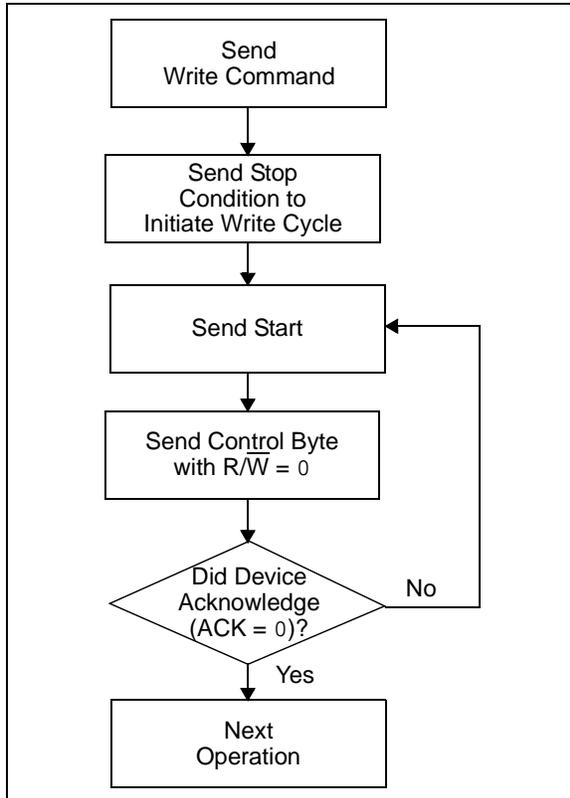 Send
Write Command
Send Stop
Condition to
Initiate Write Cycle
Send Start
Send Control Byte
with R/W̅ = 0
Did Device
Acknowledge
(ACK = 0)?
No
Yes
Next
Operation